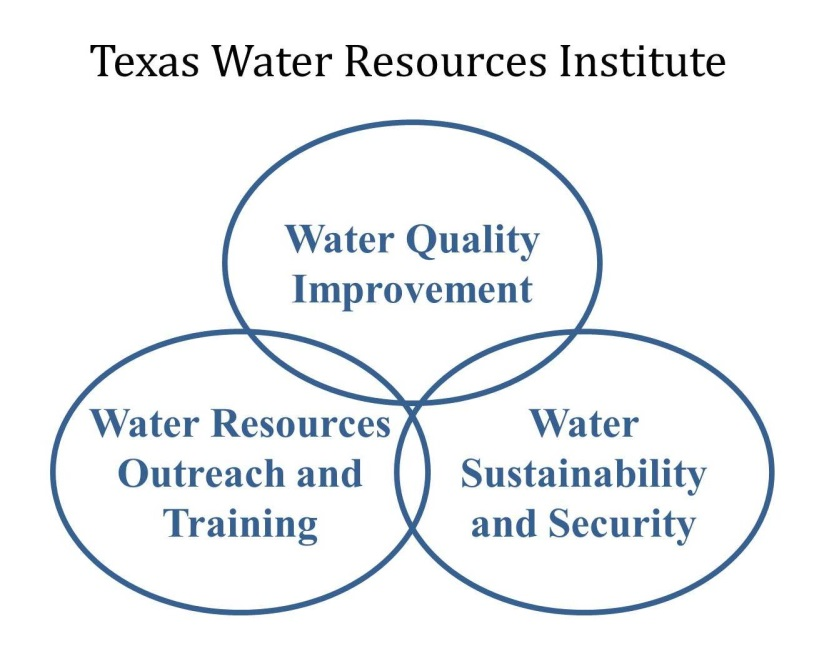 Texas Water Resources Institute
Water Quality
Improvement
Water Resources
Outreach and
Training
Water
Sustainability
and Security